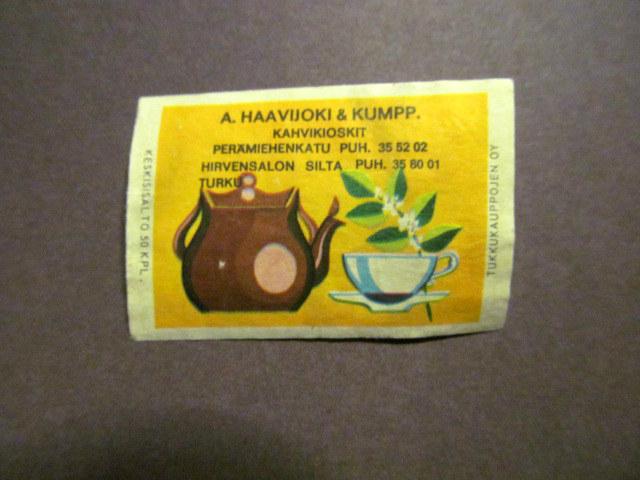 A. HAAVIJOKI & KUMPP.
KAHVIKIOSKIT
PERÄMIEHENKATU PUH. 35 52 02
HIRVENSALON SILTA PUH. 35 80 01
TURKU
KESKISISÄLTÖ 50 KPL.
TUKKUKAUPPOJEN OY